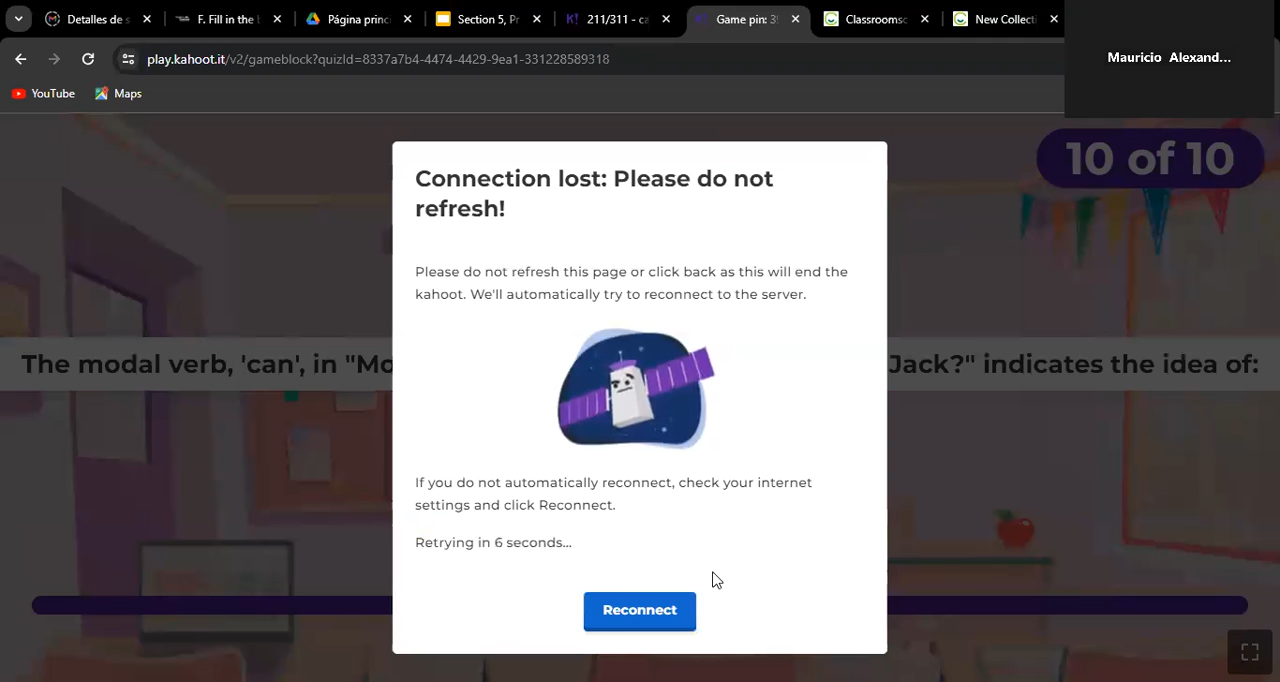 Detalles de s
F. Fill in the b
Página princ
Section 5, Pr
211/311 - ca
Game pin: 3
Classroomsc
New Collecti
play.kahoot.it/v2/gameblock?quizId=8337a7b4-4474-4429-9ea1-331228589318
Mauricio Alexand...
YouTube
Maps
10 of 10
Connection lost: Please do not
refresh!
Please do not refresh this page or click back as this will end the
kahoot. We'll automatically try to reconnect to the server.
The modal verb, 'can', in "Mo
Jack?" indicates the idea of:
If you do not automatically reconnect, check your internet
settings and click Reconnect.
Retrying in 6 seconds...
Reconnect